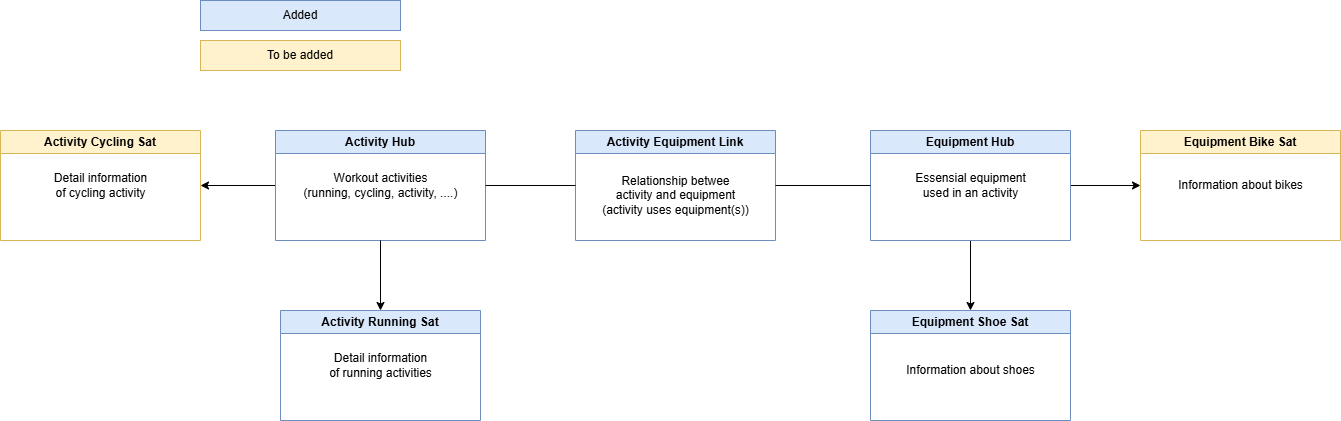 Added
To be added
Activity Cycling Sat
Detail information
of cycling activity
Activity Hub
Workout activities
(running, cycling, activity, ....)
Activity Equipment Link
Relationship betwee
activity and equipment
(activity uses equipment(s))
Equipment Hub
Essensial equipment
used in an activity
Equipment Bike Sat
Information about bikes
Activity Running Sat
Detail information
of running activities
Equipment Shoe Sat
Information about shoes